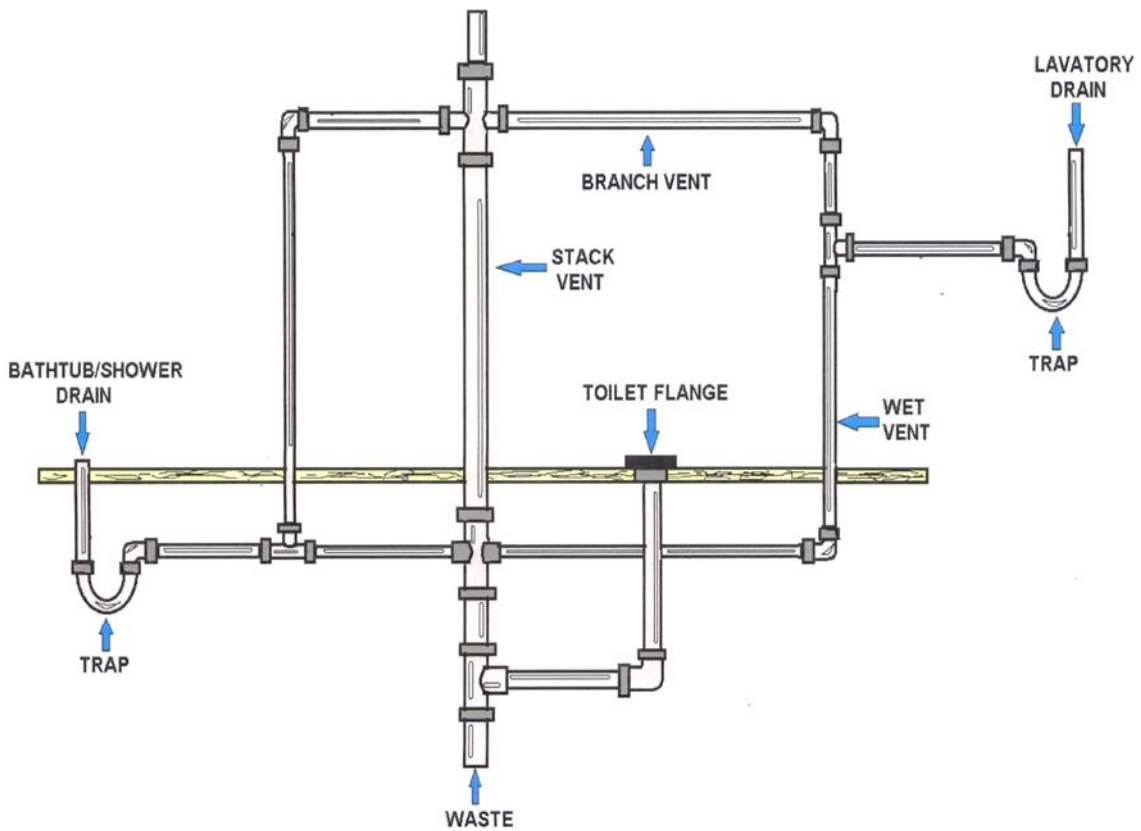 LAVATORY
DRAIN
BRANCH VENT
STACK
VENT
TRAP
BATHTUB/SHOWER
DRAIN
TOILET FLANGE
WET
VENT
TRAP
WASTE